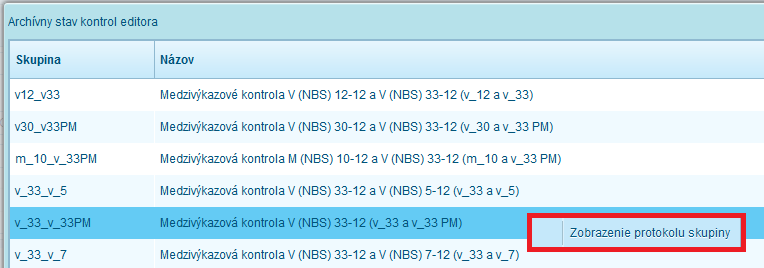 Archívny stav kontrol editora
Skupina Názov
v12_v33 Medzivýkazové kontrola V (NBS) 12-12 a V (NBS) 33-12 (v_12 a v_33)
v30_v33PM Medzivýkazová kontrola V (NBS) 30-12 a V (NBS) 33-12 (v_30 a v_33 PM)
m_10_v_33PM Medzivýkazová kontrola M (NBS) 10-12 a V (NBS) 33-12 (m_10 a v_33 PM)
v_33_v_5 Medzivýkazová kontrola V (NBS) 33-12 a V (NBS) 5-12 (v_33 a v_5)
v_33_v_33PM Medzivýkazová kontrola V (NBS) 33-12 (v_33 a v_33 PM)
Zobrazenie protokolu skupiny
v_33_v_7 Medzivýkazová kontrola V (NBS) 33-12 a V (NBS) 7-12 (v_33 a v_7)